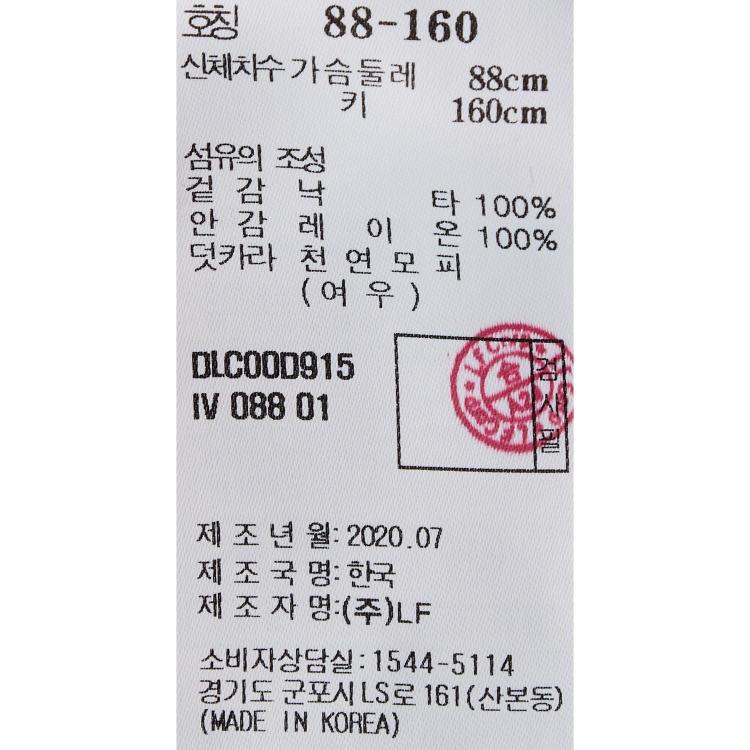 호칭 88-160
신체치수 가슴둘레 88cm
키 160cm
섬유의 조성
겉감 낙타 100%
안감 레이온 100%
덧카라 천연모피
(여우)
DLC00D915
IV 088 01
검사필
제조년월: 2020.07
제조국명: 한국
제조자명:(주)LF
소비자상담실:1544-5114
경기도 군포시 LS로 161(산본동)
(MADE IN KOREA)